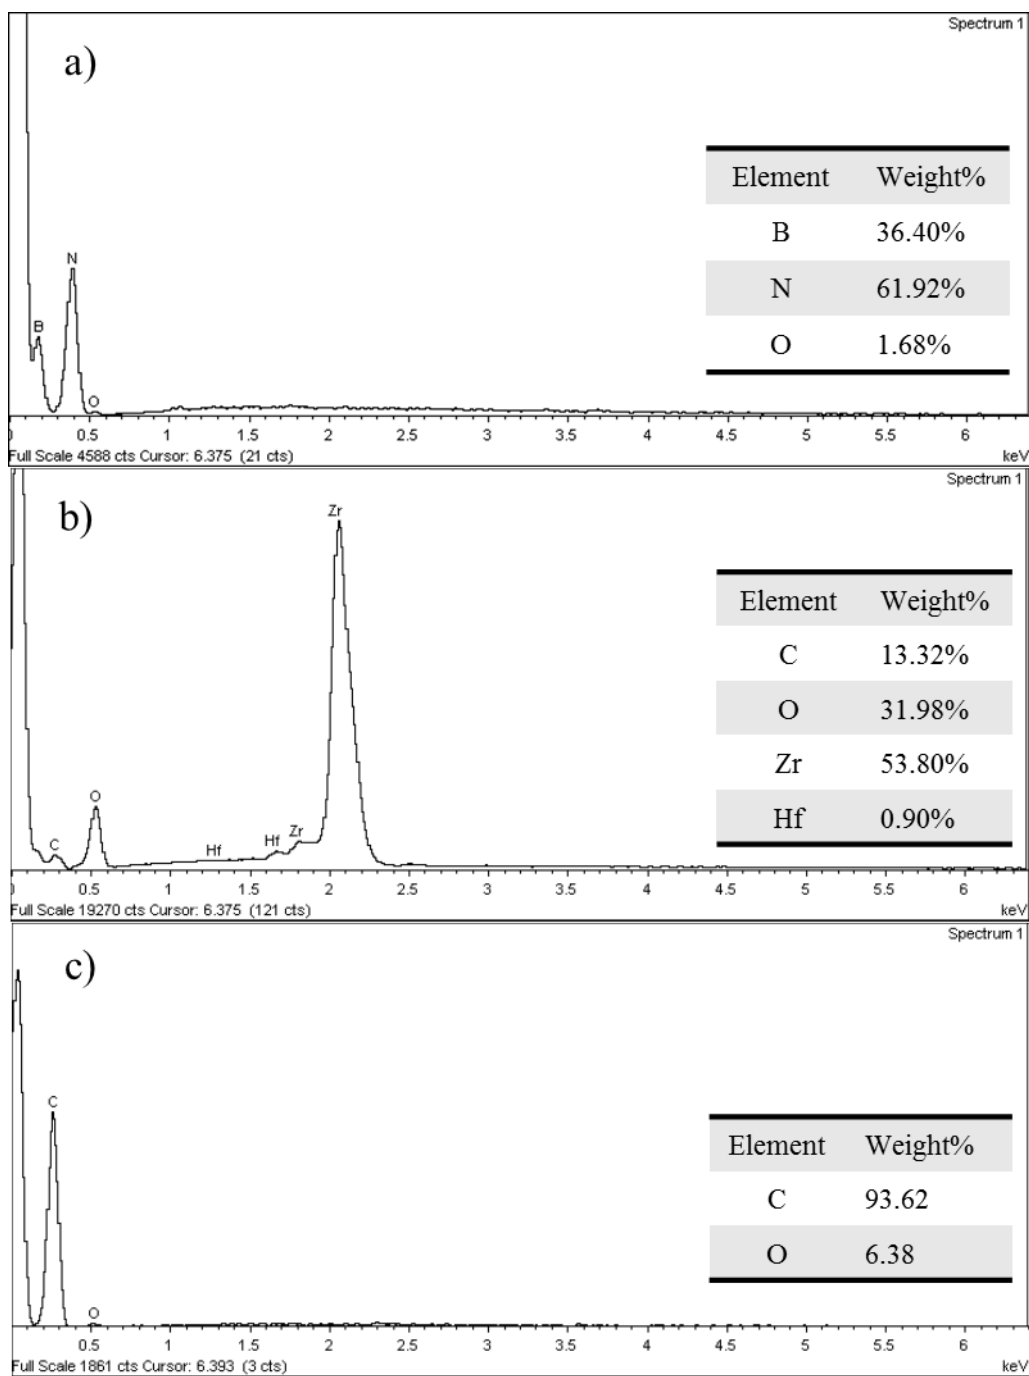 Spectrum 1
a)
Element Weight%
B 36.40%
N 61.92%
O 1.68%
N
B
O
0.5 1 1.5 2 2.5 3 3.5 4 4.5 5 5.5 6
Full Scale 4588 cts Cursor: 6.375 (21 cts) keV
Spectrum 1
b)
Zr
Element Weight%
C 13.32%
O 31.98%
Zr 53.80%
Hf 0.90%
O
C Hf Hf Zr
0.5 1 1.5 2 2.5 3 3.5 4 4.5 5 5.5 6
Full Scale 19270 cts Cursor: 6.375 (121 cts) keV
Spectrum 1
c)
C
Element Weight%
C 93.62
O 6.38
O
0.5 1 1.5 2 2.5 3 3.5 4 4.5 5 5.5 6
Full Scale 1861 cts Cursor: 6.393 (3 cts) keV